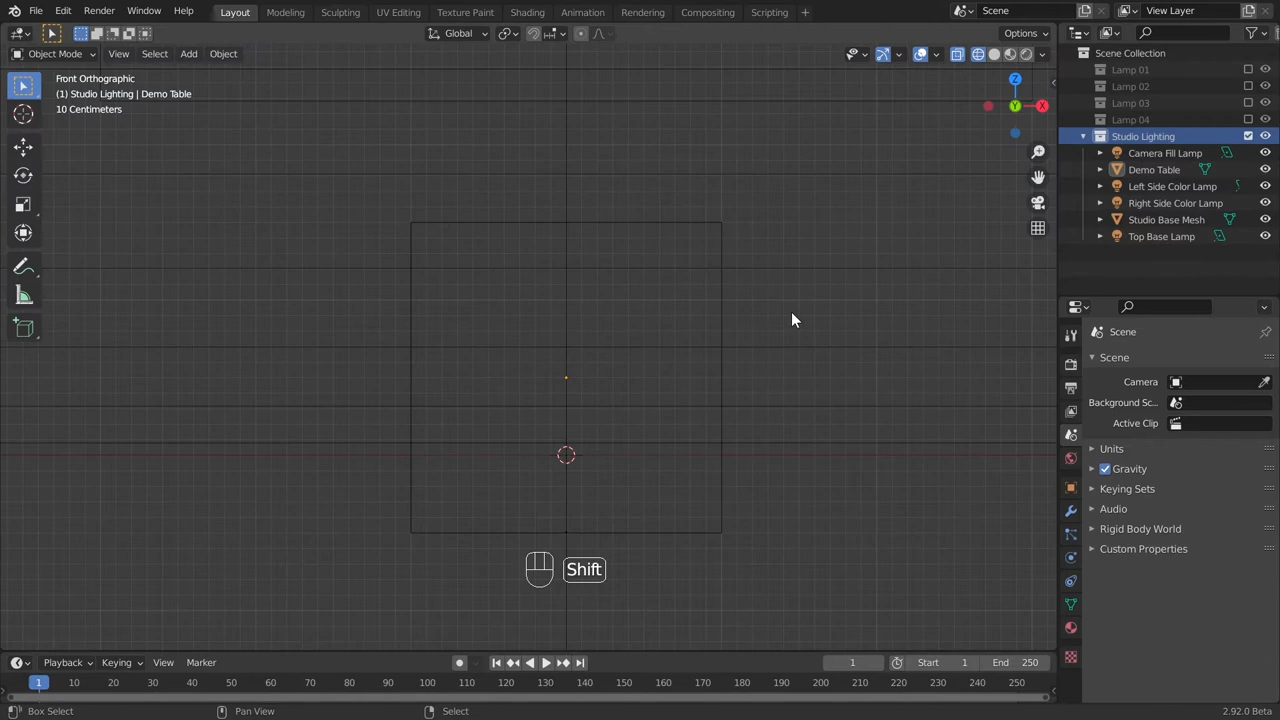 File Edit Render Window Help Layout Modeling Sculpting UV Editing Texture Paint Shading Animation Rendering Compositing Scripting + Scene View Layer
Global Options
Object Mode View Select Add Object
Front Orthographic
(1) Studio Lighting | Demo Table
10 Centimeters
Z
Y
X
Scene Collection
Lamp 01
Lamp 02
Lamp 03
Lamp 04
Studio Lighting
Camera Fill Lamp
Demo Table
Left Side Color Lamp
Right Side Color Lamp
Studio Base Mesh
Top Base Lamp
Scene
Scene
Camera
Background Sc...
Active Clip
Units
Gravity
Keying Sets
Audio
Rigid Body World
Custom Properties
Shift
Playback Keying View Marker 1 Start 1 End 250
1 10 20 30 40 50 60 70 80 90 100 110 120 130 140 150 160 170 180 190 200 210 220 230 240 250
Box Select Pan View Select 2.92.0 Beta